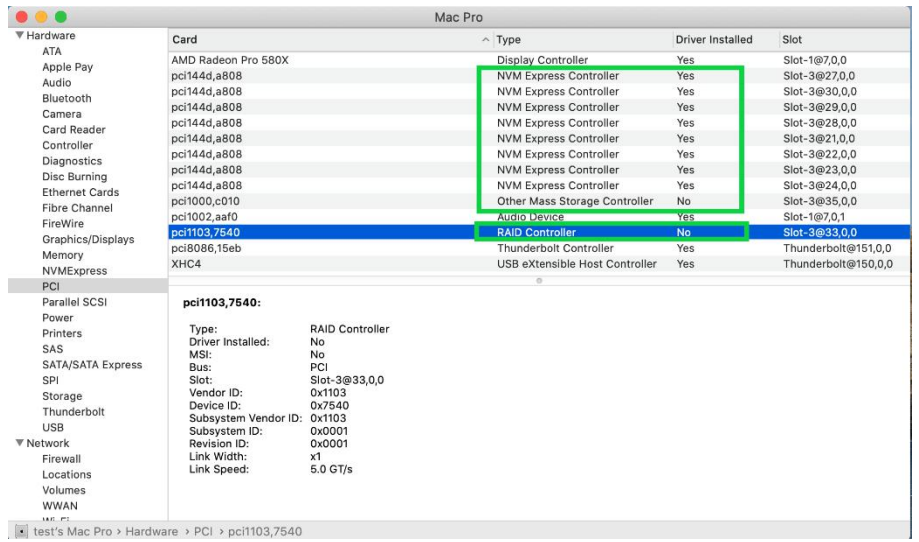 Mac Pro
Hardware
ATA
Apple Pay
Audio
Bluetooth
Camera
Card Reader
Controller
Diagnostics
Disc Burning
Ethernet Cards
Fibre Channel
FireWire
Graphics/Displays
Memory
NVMExpress
PCI
Parallel SCSI
Power
Printers
SAS
SATA/SATA Express
SPI
Storage
Thunderbolt
USB
Network
Firewall
Locations
Volumes
WWAN
Wi-Fi
Card Type Driver Installed Slot
AMD Radeon Pro 580X Display Controller Yes Slot-1@7,0,0
pci144d,a808 NVM Express Controller Yes Slot-3@27,0,0
pci144d,a808 NVM Express Controller Yes Slot-3@30,0,0
pci144d,a808 NVM Express Controller Yes Slot-3@29,0,0
pci144d,a808 NVM Express Controller Yes Slot-3@28,0,0
pci144d,a808 NVM Express Controller Yes Slot-3@21,0,0
pci144d,a808 NVM Express Controller Yes Slot-3@22,0,0
pci144d,a808 NVM Express Controller Yes Slot-3@23,0,0
pci144d,a808 NVM Express Controller Yes Slot-3@24,0,0
pci1000,c010 Other Mass Storage Controller No Slot-3@35,0,0
pci1002,aaf0 Audio Device Yes Slot-1@7,0,1
pci1103,7540 RAID Controller No Slot-3@33,0,0
pci8086,15eb Thunderbolt Controller Yes Thunderbolt@151,0,0
XHC4 USB eXtensible Host Controller Yes Thunderbolt@150,0,0
pci1103,7540:
Type: RAID Controller
Driver Installed: No
MSI: No
Bus: PCI
Slot: Slot-3@33,0,0
Vendor ID: 0x1103
Device ID: 0x7540
Subsystem Vendor ID: 0x1103
Subsystem ID: 0x0001
Revision ID: 0x0001
Link Width: x1
Link Speed: 5.0 GT/s
test's Mac Pro › Hardware › PCI › pci1103,7540